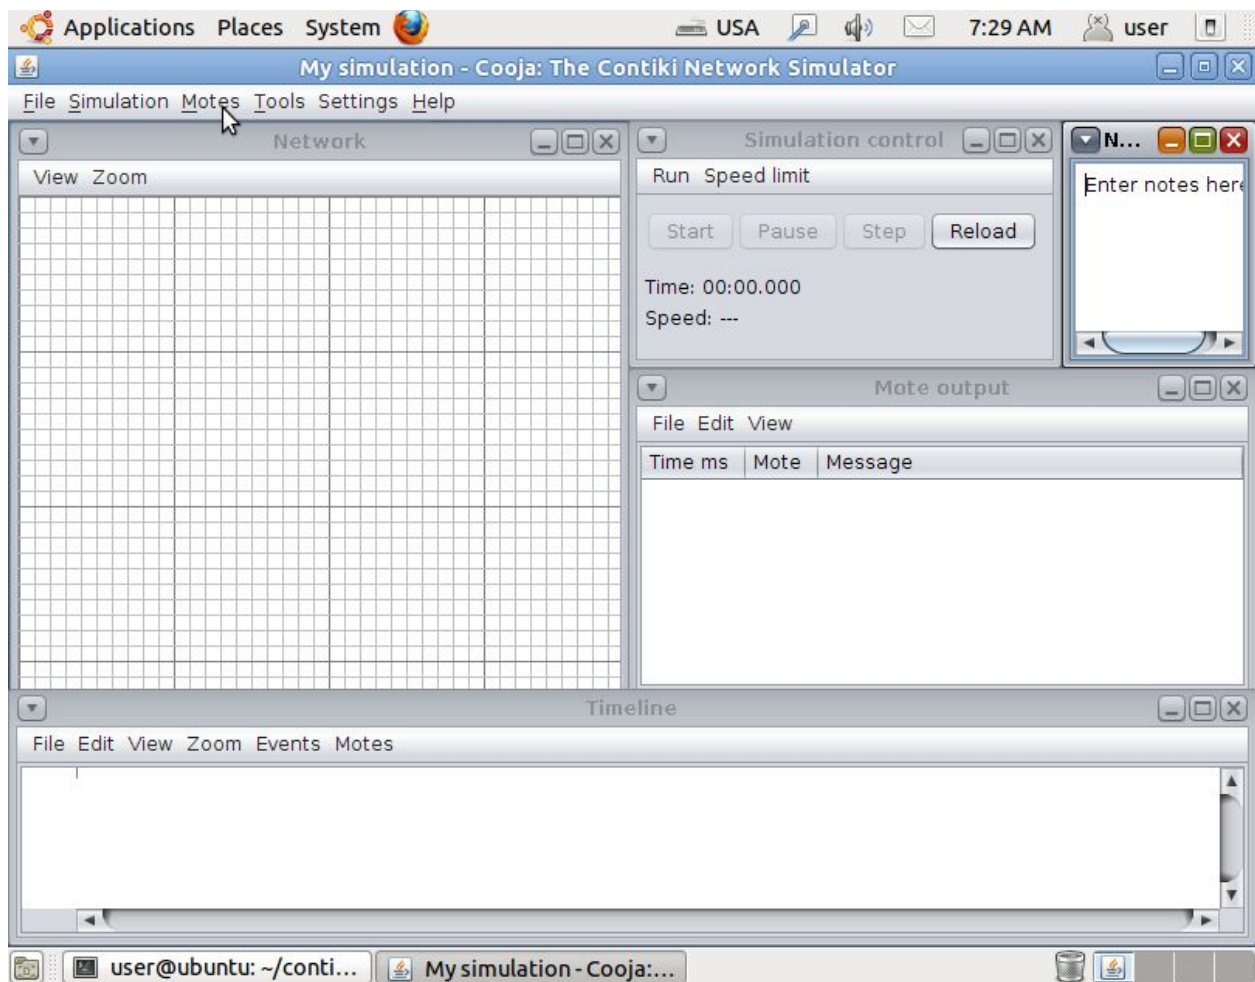 Applications Places System USA 7:29 AM user
My simulation - Cooja: The Contiki Network Simulator
File Simulation Motes Tools Settings Help
Network
View Zoom
Simulation control
Run Speed limit
Start Pause Step Reload
Time: 00:00.000
Speed: ---
N...
Enter notes here
Mote output
File Edit View
Time ms Mote Message
Timeline
File Edit View Zoom Events Motes
user@ubuntu: ~/conti... My simulation - Cooja:...